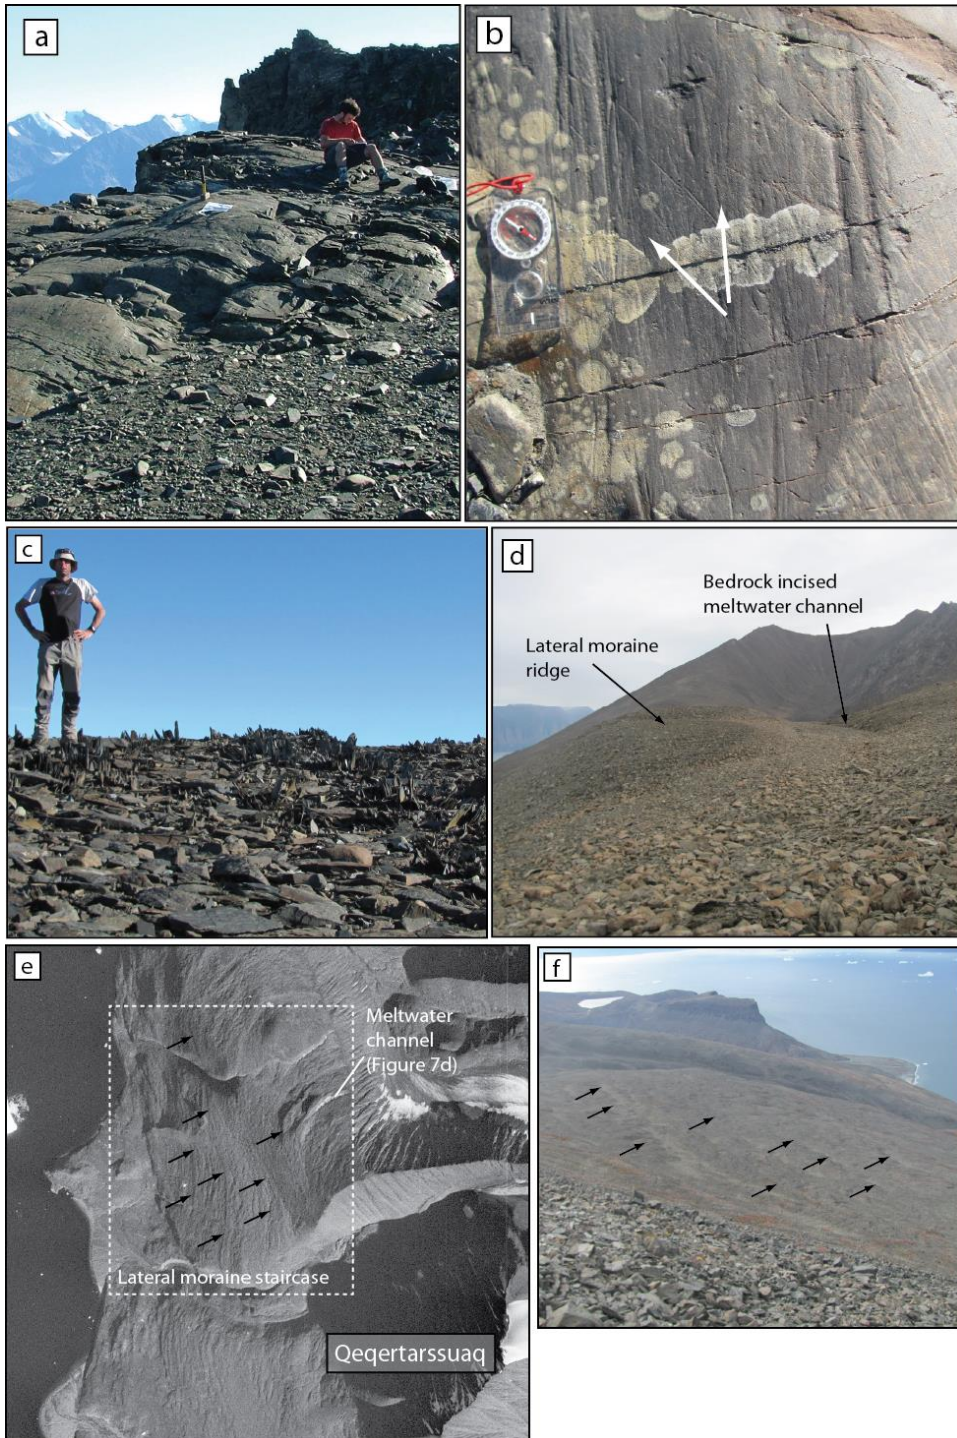 a
b
c
d
Bedrock incised
meltwater channel
Lateral moraine
ridge
e
Meltwater
channel
(Figure 7d)
Lateral moraine staircase
Qeqertarssuaq
f